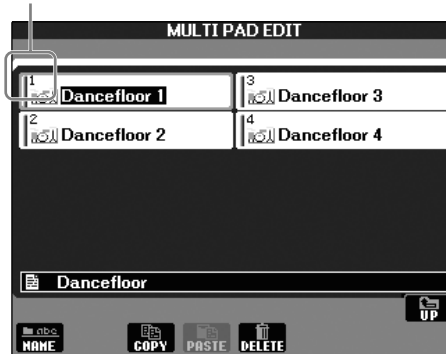 MULTI PAD EDIT
1 Dancefloor 1
3 Dancefloor 3
2 Dancefloor 2
4 Dancefloor 4
Dancefloor
UP
abc
NAME COPY PASTE DELETE